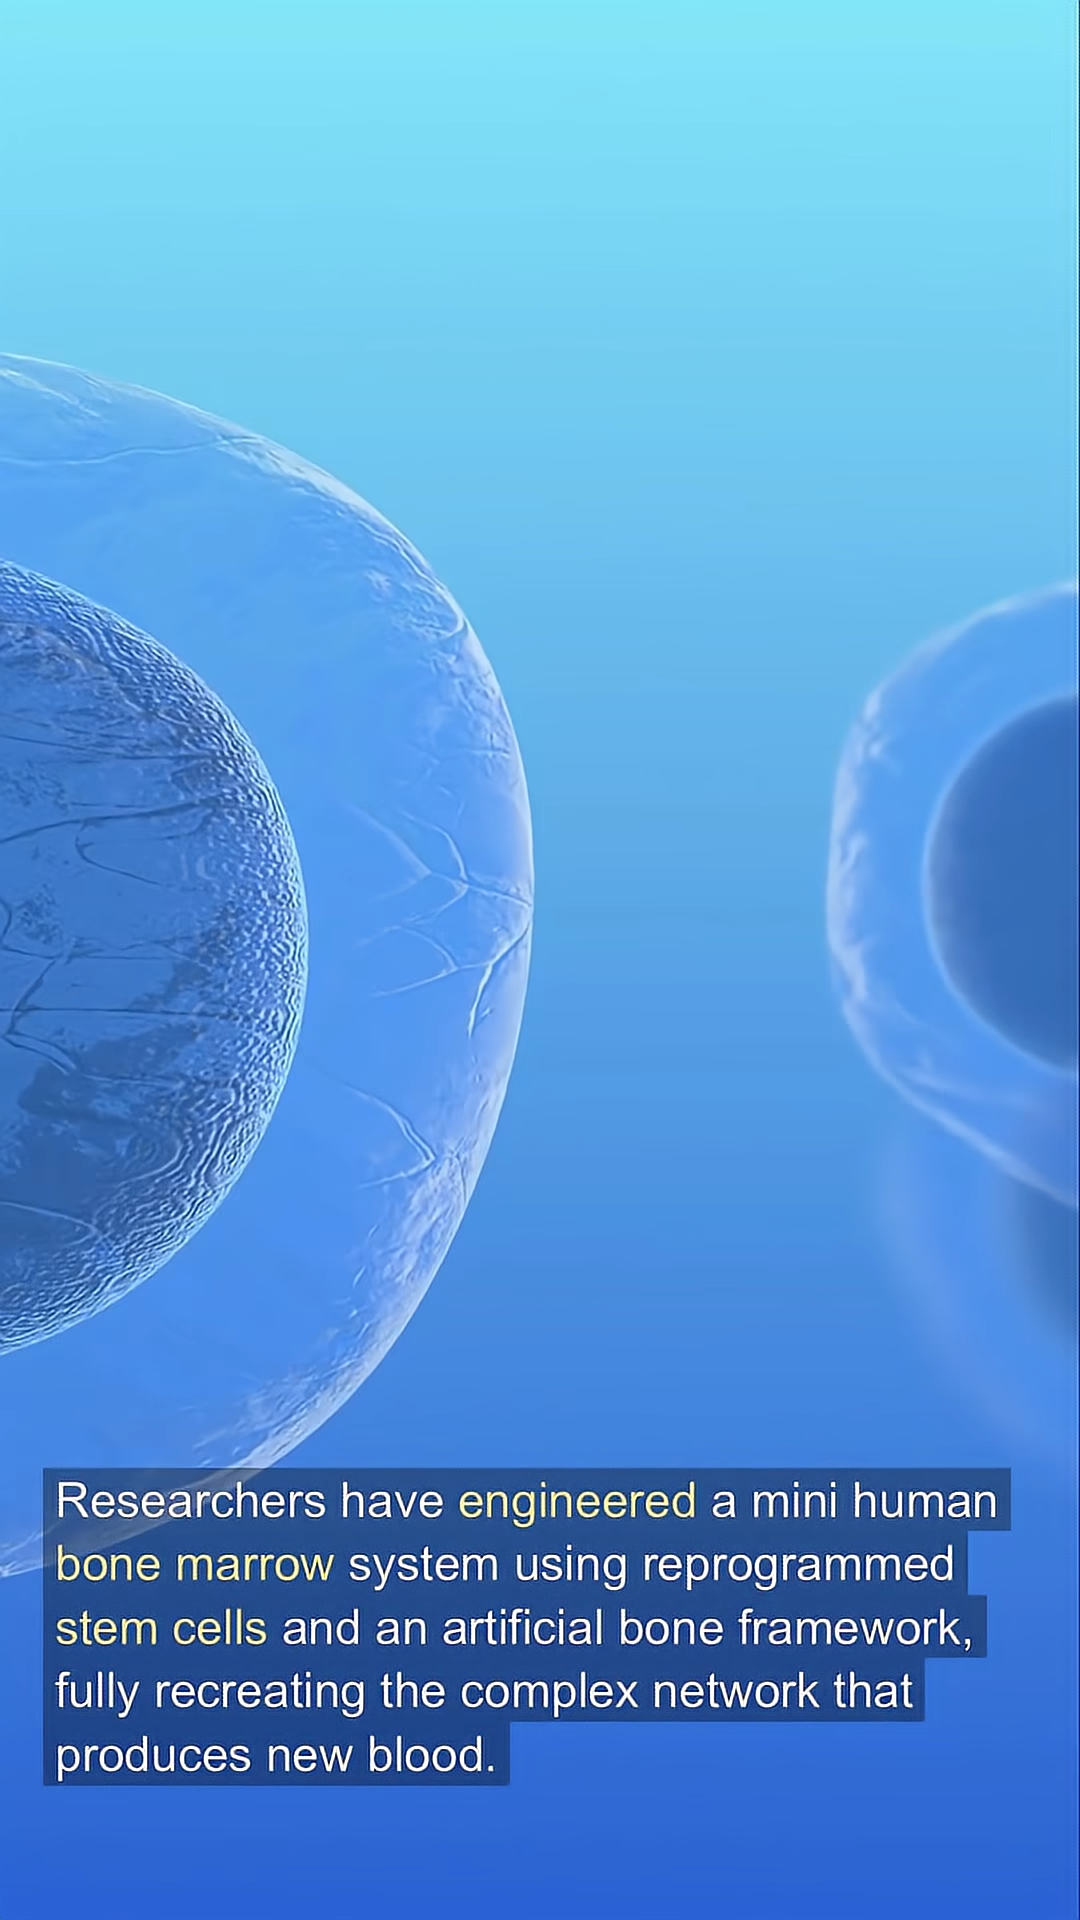 Researchers have engineered a mini human
bone marrow system using reprogrammed
stem cells and an artificial bone framework,
fully recreating the complex network that
produces new blood.